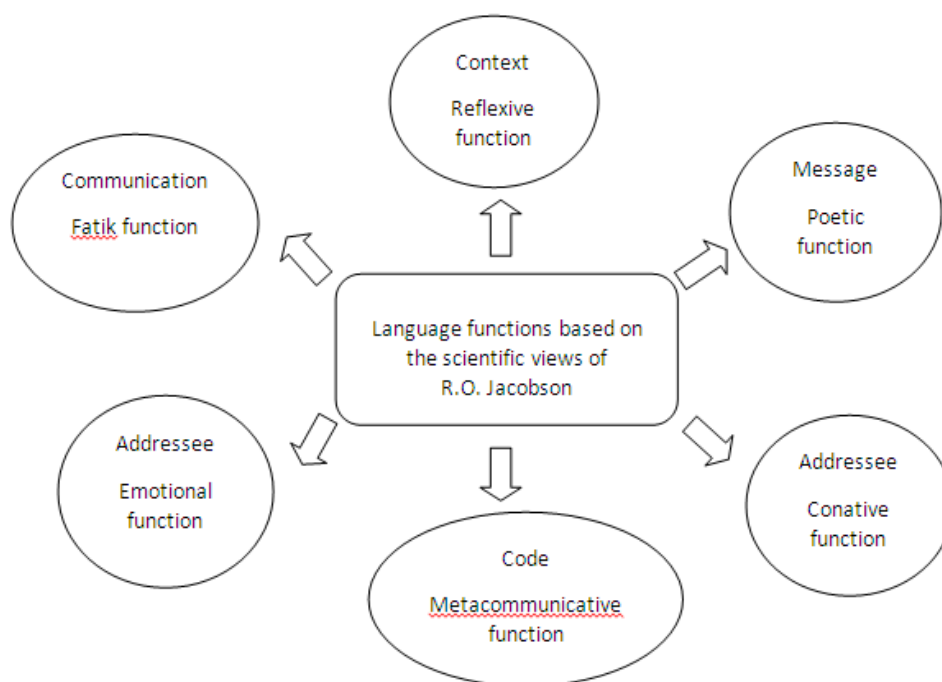 Context
Reflexive
function
Communication
Fatik function
Message
Poetic
function
Language functions based on
the scientific views of
R.O. Jacobson
Addressee
Emotional
function
Addressee
Conative
function
Code
Metacommunicative
function